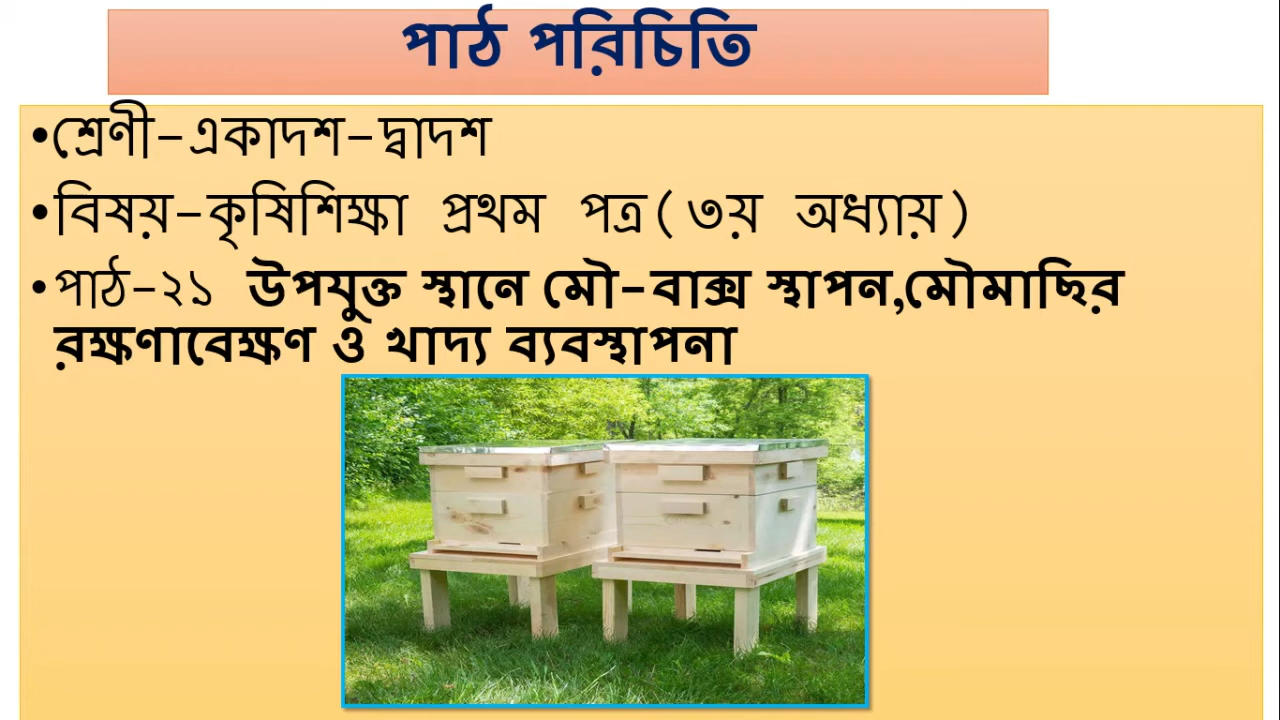 পাঠ পরিচিতি
•শ্রেণী-একাদশ-দ্বাদশ
•বিষয়-কৃষিশিক্ষা প্রথম পত্র(৩য় অধ্যায়)
•পাঠ-২১ উপযুক্ত স্থানে মৌ-বাক্স স্থাপন,মৌমাছির
রক্ষণাবেক্ষণ ও খাদ্য ব্যবস্থাপনা